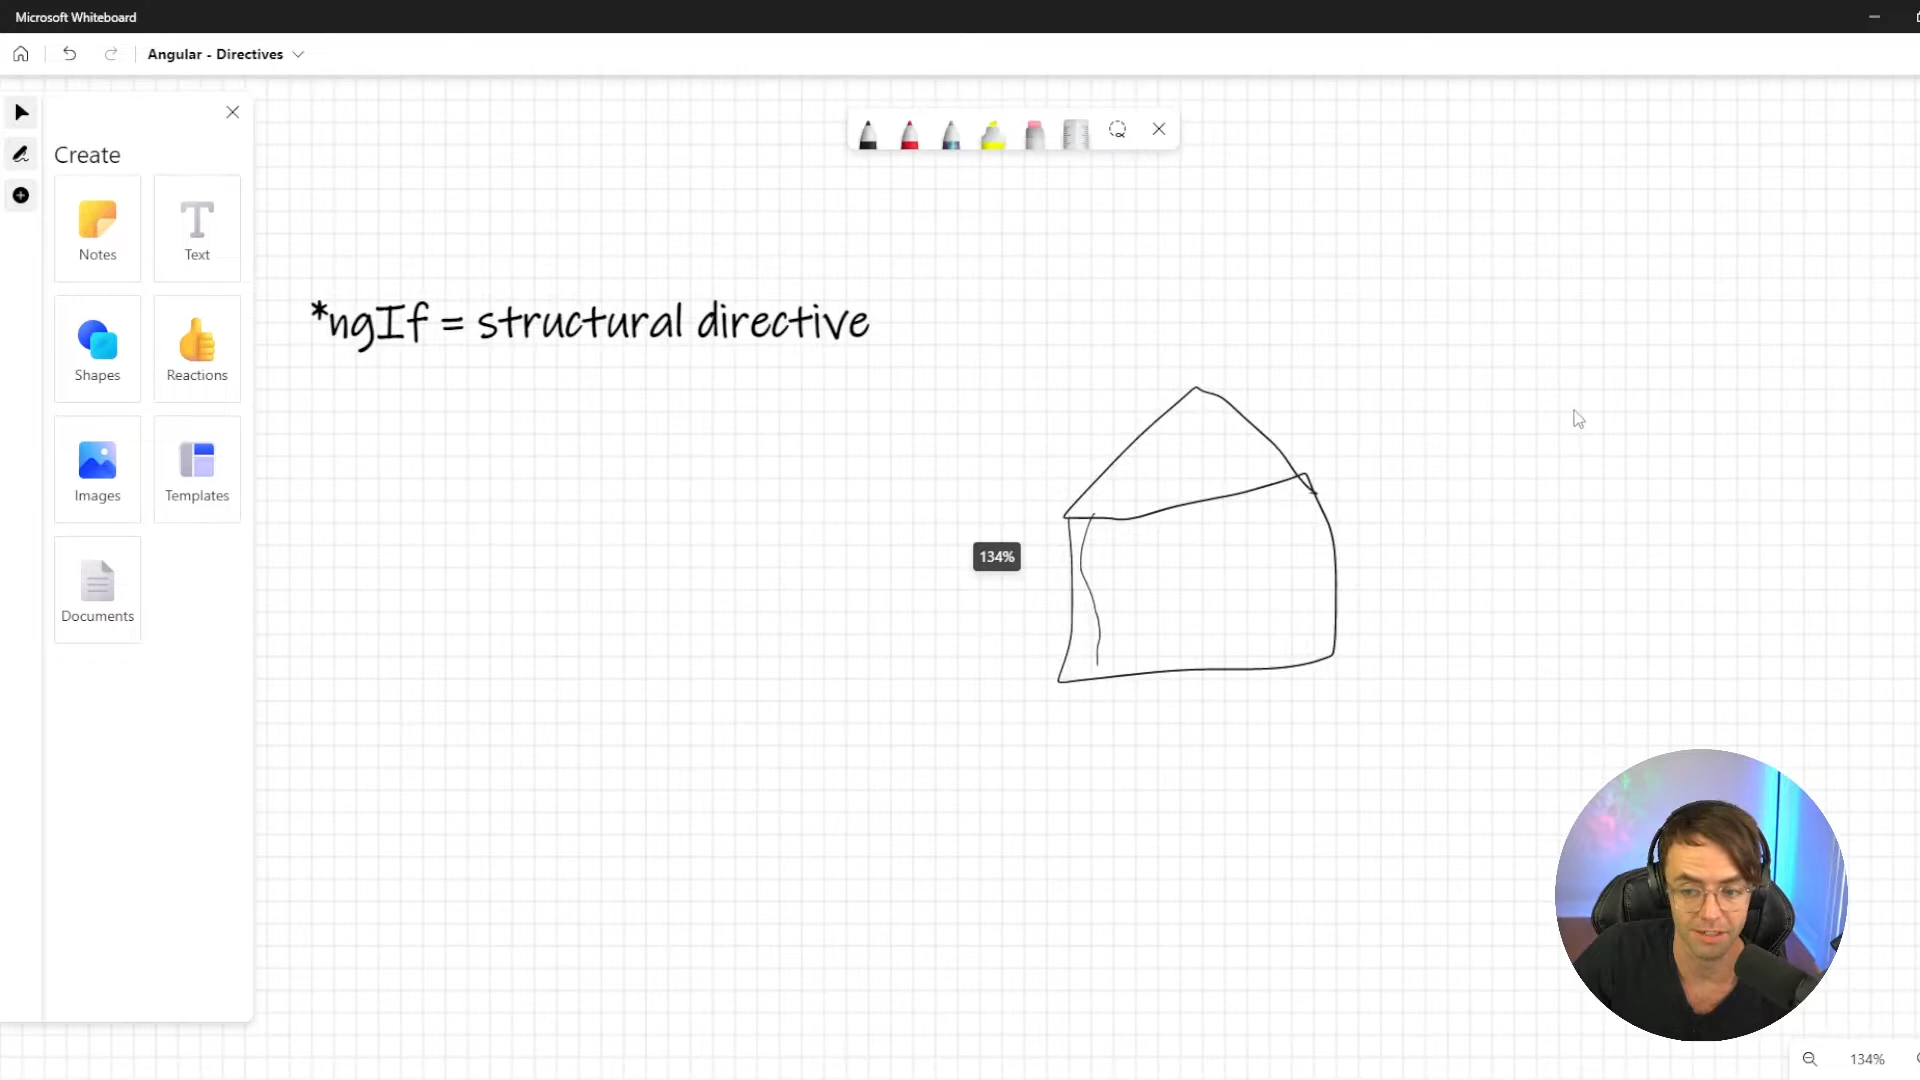 Microsoft Whiteboard
Angular - Directives
Create
Notes
Text
Shapes
Reactions
Images
Templates
Documents
*ngIf = structural directive
134%
134%